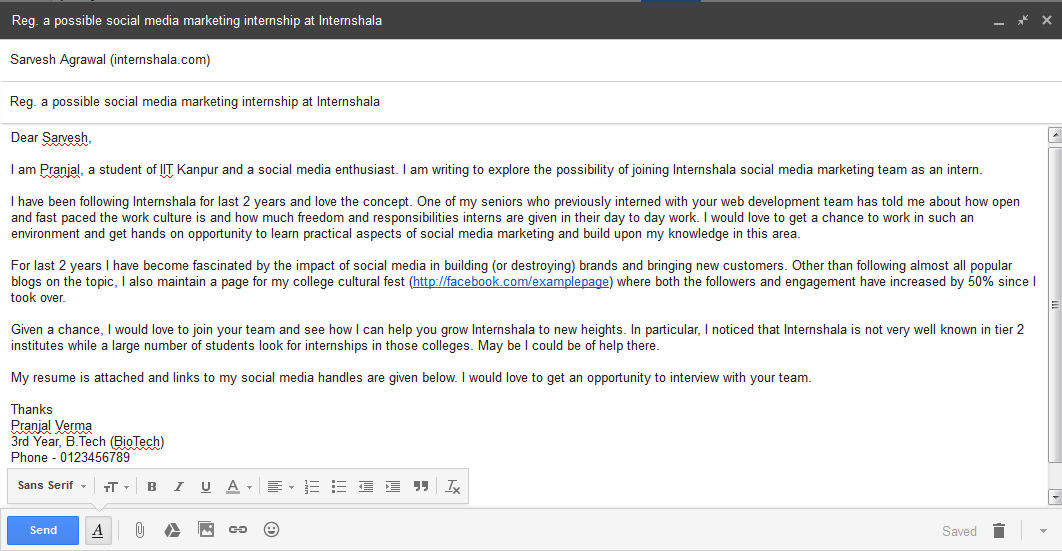 Reg. a possible social media marketing internship at Internshala
Sarvesh Agrawal (internshala.com)
Reg. a possible social media marketing internship at Internshala
Dear Sarvesh,
I am Pranjal, a student of IIT Kanpur and a social media enthusiast. I am writing to explore the possibility of joining Internshala social media marketing team as an intern.
I have been following Internshala for last 2 years and love the concept. One of my seniors who previously interned with your web development team has told me about how open
and fast paced the work culture is and how much freedom and responsibilities interns are given in their day to day work. I would love to get a chance to work in such an
environment and get hands on opportunity to learn practical aspects of social media marketing and build upon my knowledge in this area.
For last 2 years I have become fascinated by the impact of social media in building (or destroying) brands and bringing new customers. Other than following almost all popular
blogs on the topic, I also maintain a page for my college cultural fest (http://facebook.com/examplepage) where both the followers and engagement have increased by 50% since I
took over.
Given a chance, I would love to join your team and see how I can help you grow Internshala to new heights. In particular, I noticed that Internshala is not very well known in tier 2
institutes while a large number of students look for internships in those colleges. May be I could be of help there.
My resume is attached and links to my social media handles are given below. I would love to get an opportunity to interview with your team.
Thanks
Pranjal Verma
3rd Year, B.Tech (BioTech)
Phone - 0123456789
Sans Serif
Send
Saved